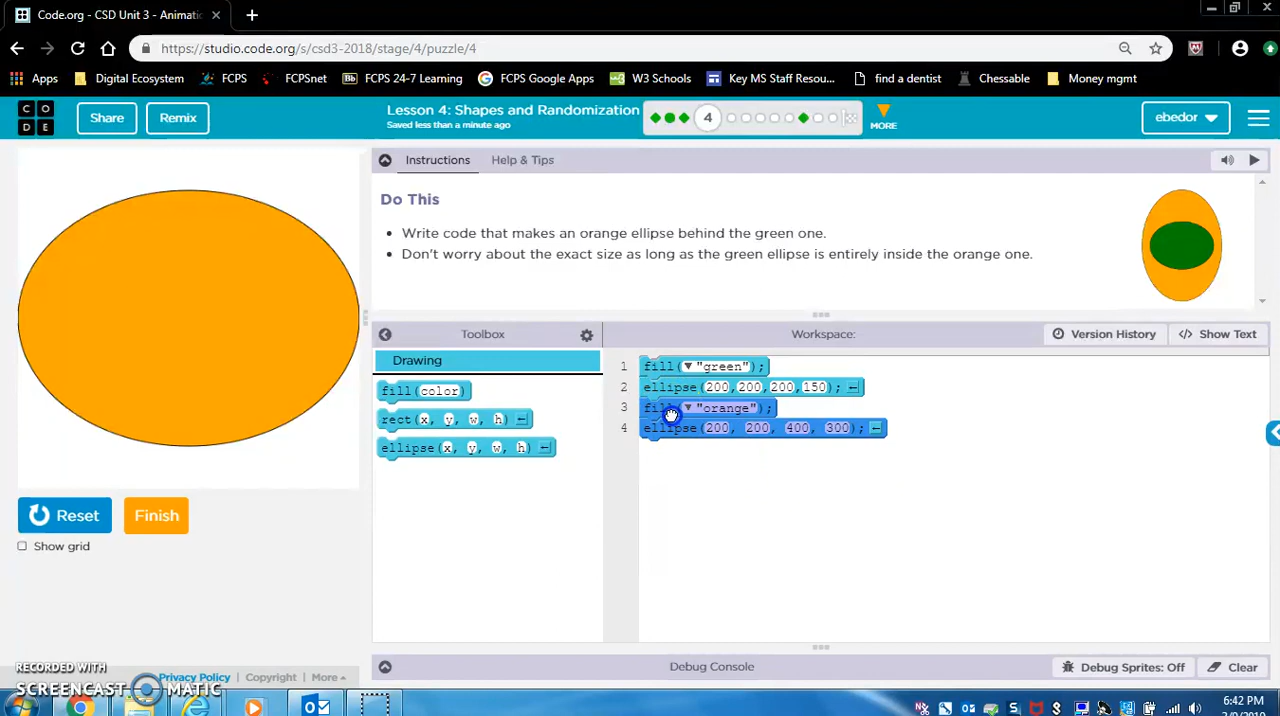 Code.org - CSD Unit 3 - Animatic
https://studio.code.org/s/csd3-2018/stage/4/puzzle/4
Apps
Digital Ecosystem
FCPS
FCPSnet
Bb FCPS 24-7 Learning
FCPS Google Apps
W3 Schools
Key MS Staff Resou...
find a dentist
Chessable
Money mgmt
CODE
Share
Remix
Lesson 4: Shapes and Randomization
Saved less than a minute ago
4
MORE
ebedor
Instructions
Help & Tips
Do This
Write code that makes an orange ellipse behind the green one.
Don't worry about the exact size as long as the green ellipse is entirely inside the orange one.
Toolbox
Workspace:
Version History
</> Show Text
Drawing
fill(color)
rect(x, y, w, h)
ellipse(x, y, w, h)
1 fill("green");
2 ellipse(200,200,200,150);
3 fill("orange");
4 ellipse(200, 200, 400, 300);
Reset
Finish
Show grid
Privacy Policy | Copyright | More
RECORDED WITH
SCREENCAST MATIC
Debug Console
Debug Sprites: Off
Clear
6:42 PM